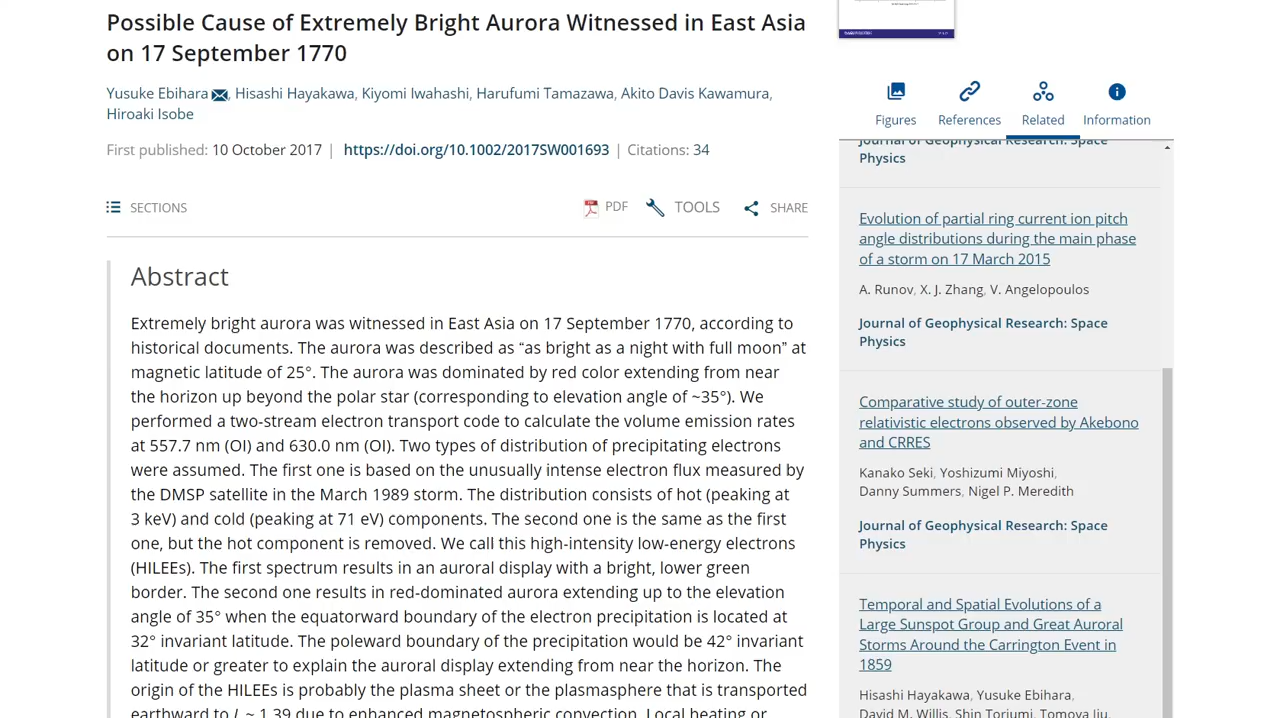 Possible Cause of Extremely Bright Aurora Witnessed in East Asia
on 17 September 1770
Yusuke Ebihara, Hisashi Hayakawa, Kiyomi Iwahashi, Harufumi Tamazawa, Akito Davis Kawamura,
Hiroaki Isobe
First published: 10 October 2017 | https://doi.org/10.1002/2017SW001693 | Citations: 34
SECTIONS
PDF TOOLS SHARE
Abstract
Extremely bright aurora was witnessed in East Asia on 17 September 1770, according to
historical documents. The aurora was described as “as bright as a night with full moon” at
magnetic latitude of 25°. The aurora was dominated by red color extending from near
the horizon up beyond the polar star (corresponding to elevation angle of ~35°). We
performed a two-stream electron transport code to calculate the volume emission rates
at 557.7 nm (OI) and 630.0 nm (OI). Two types of distribution of precipitating electrons
were assumed. The first one is based on the unusually intense electron flux measured by
the DMSP satellite in the March 1989 storm. The distribution consists of hot (peaking at
3 keV) and cold (peaking at 71 eV) components. The second one is the same as the first
one, but the hot component is removed. We call this high-intensity low-energy electrons
(HILEEs). The first spectrum results in an auroral display with a bright, lower green
border. The second one results in red-dominated aurora extending up to the elevation
angle of 35° when the equatorward boundary of the electron precipitation is located at
32° invariant latitude. The poleward boundary of the precipitation would be 42° invariant
latitude or greater to explain the auroral display extending from near the horizon. The
origin of the HILEEs is probably the plasma sheet or the plasmasphere that is transported
earthward to L ~ 1.39 due to enhanced magnetospheric convection. Local heating or
Figures References Related Information
Journal of Geophysical Research: Space
Physics
Evolution of partial ring current ion pitch
angle distributions during the main phase
of a storm on 17 March 2015
A. Runov, X. J. Zhang, V. Angelopoulos
Journal of Geophysical Research: Space
Physics
Comparative study of outer-zone
relativistic electrons observed by Akebono
and CRRES
Kanako Seki, Yoshizumi Miyoshi,
Danny Summers, Nigel P. Meredith
Journal of Geophysical Research: Space
Physics
Temporal and Spatial Evolutions of a
Large Sunspot Group and Great Auroral
Storms Around the Carrington Event in
1859
Hisashi Hayakawa, Yusuke Ebihara,
David M. Willis, Shin Toriumi, Tomoya Iju,